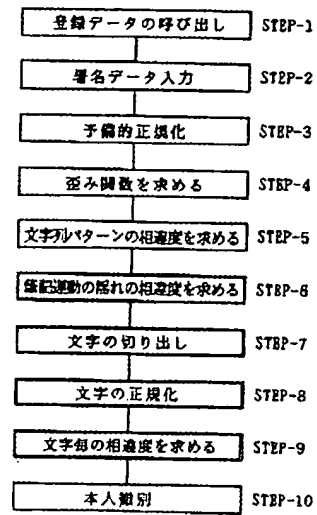 登録データの呼び出し STEP-1
署名データ入力 STEP-2
予備的正規化 STEP-3
歪み関数を求める STEP-4
文字列パターンの相違度を求める STEP-5
筆記運動の揺れの相違度を求める STEP-6
文字の切り出し STEP-7
文字の正規化 STEP-8
文字毎の相違度を求める STEP-9
本人識別 STEP-10